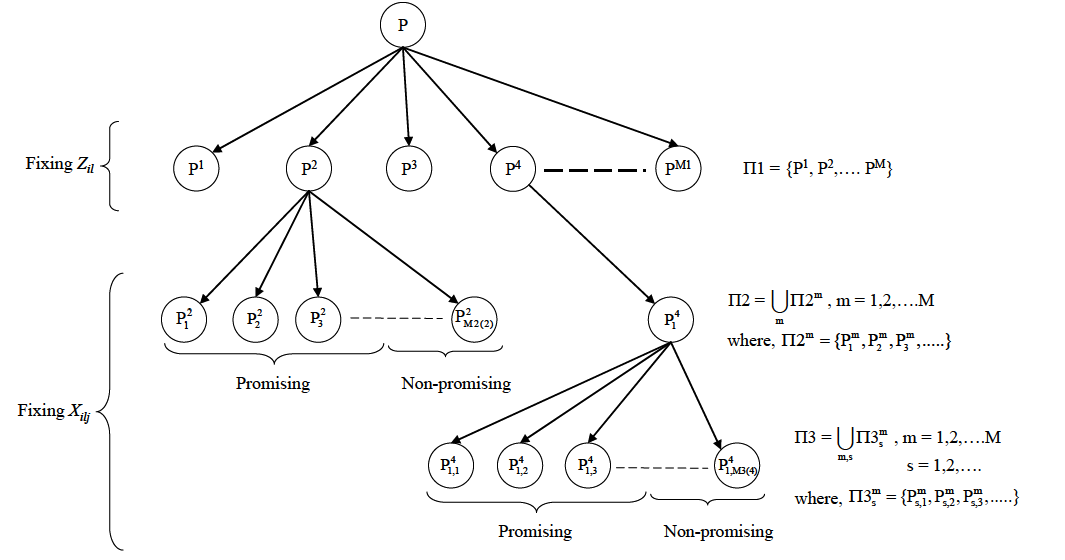 P
Fixing Z_il
P^1 P^2 P^3 P^4 P^M1
Π1 = {P^1, P^2,.... P^M}
P^2_1 P^2_2 P^2_3 P^2_M2(2) P^4_1
Π2 = ⋃_m Π2^m , m = 1,2,....M
where, Π2^m = {P^m_1, P^m_2, P^m_3,.....}
Promising Non-promising
Fixing X_ilj
P^4_1,1 P^4_1,2 P^4_1,3 P^4_1,M3(4)
Π3 = ⋃_m,s Π3^m_s , m = 1,2,....M
s = 1,2,....
where, Π3^m_s = {P^m_s,1, P^m_s,2, P^m_s,3,.....}
Promising Non-promising